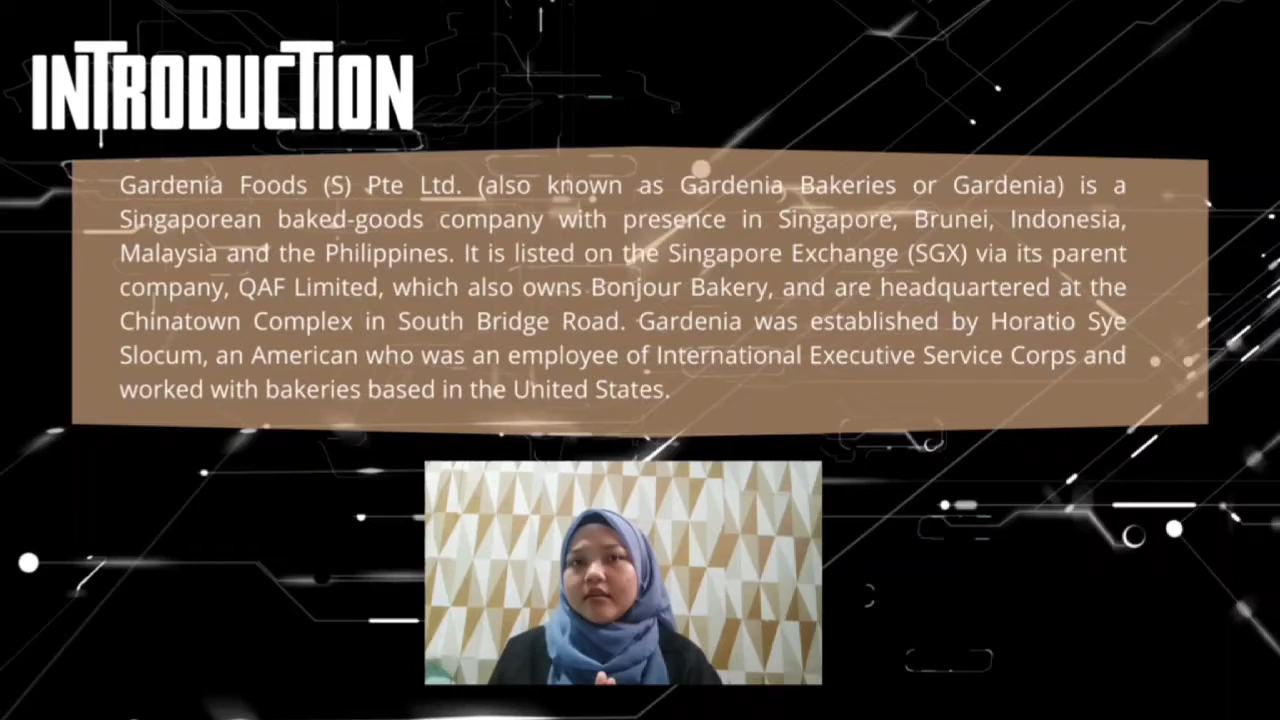 INTRODUCTION
Gardenia Foods (S) Pte Ltd. (also known as Gardenia Bakeries or Gardenia) is a
Singaporean baked-goods company with presence in Singapore, Brunei, Indonesia,
Malaysia and the Philippines. It is listed on the Singapore Exchange (SGX) via its parent
company, QAF Limited, which also owns Bonjour Bakery, and are headquartered at the
Chinatown Complex in South Bridge Road. Gardenia was established by Horatio Sye
Slocum, an American who was an employee of International Executive Service Corps and
worked with bakeries based in the United States.